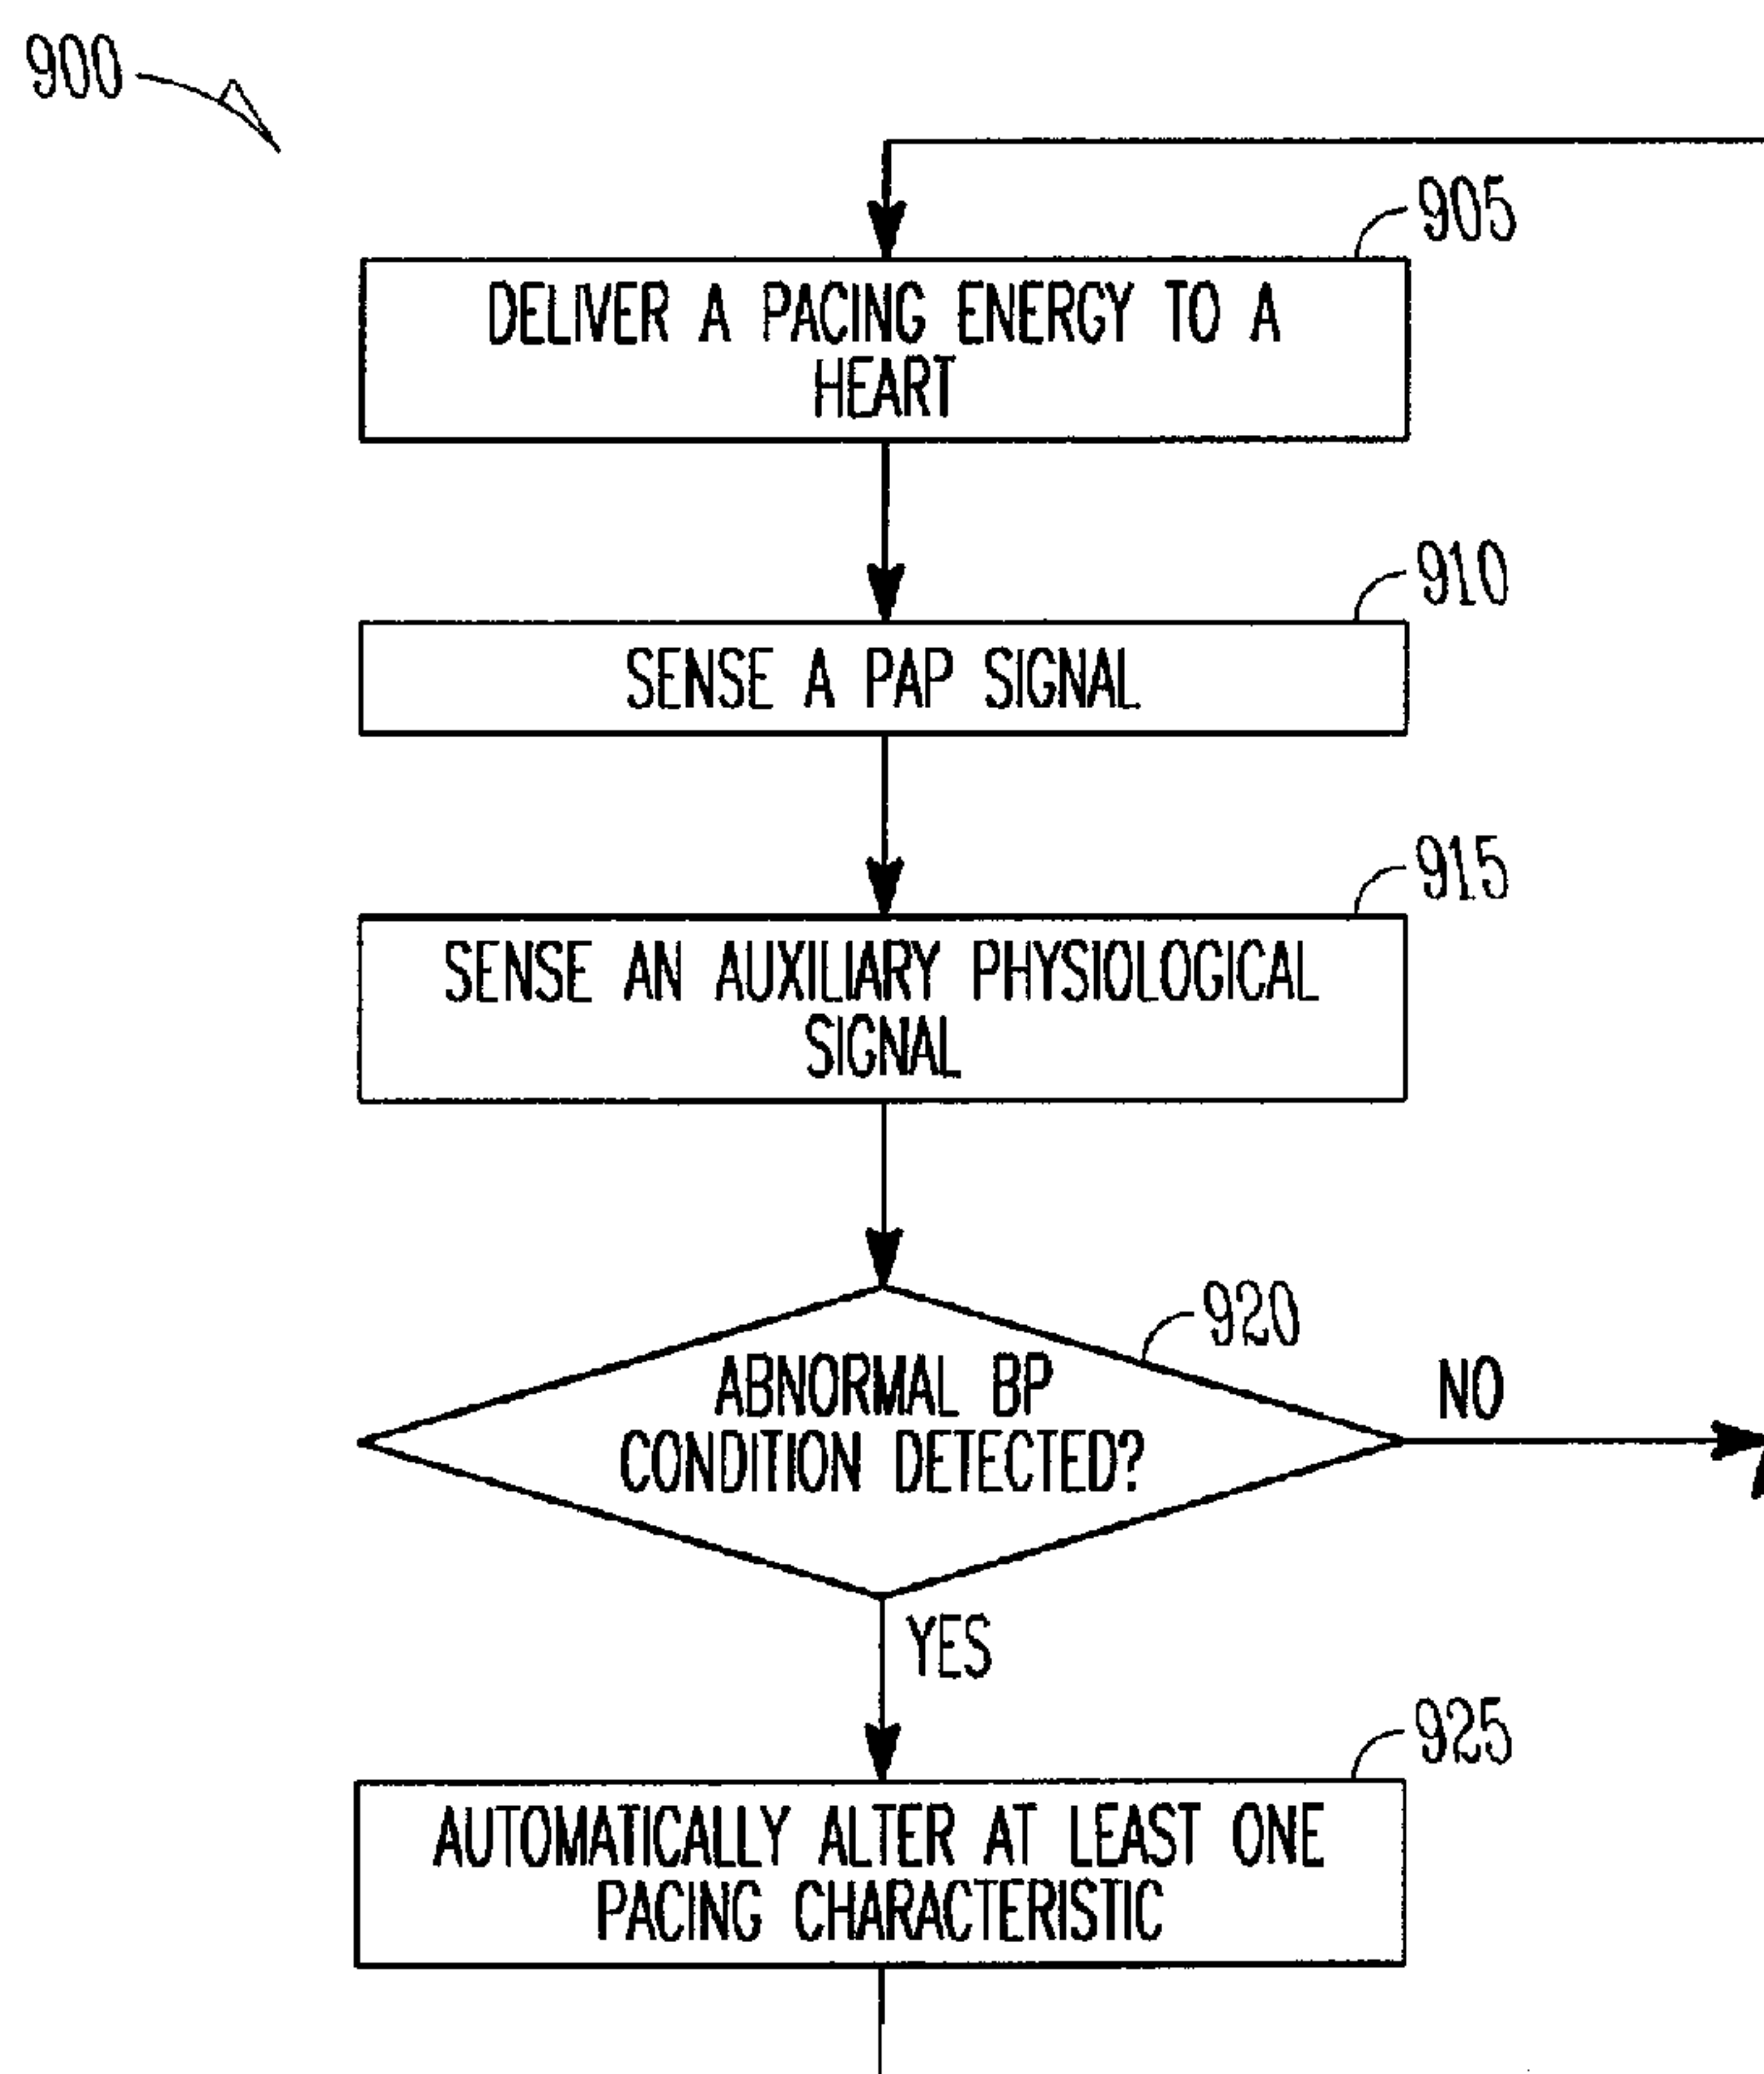 900
905
DELIVER A PACING ENERGY TO A
HEART
910
SENSE A PAP SIGNAL
915
SENSE AN AUXILIARY PHYSIOLOGICAL
SIGNAL
920
ABNORMAL BP
CONDITION DETECTED?
NO
YES
925
AUTOMATICALLY ALTER AT LEAST ONE
PACING CHARACTERISTIC